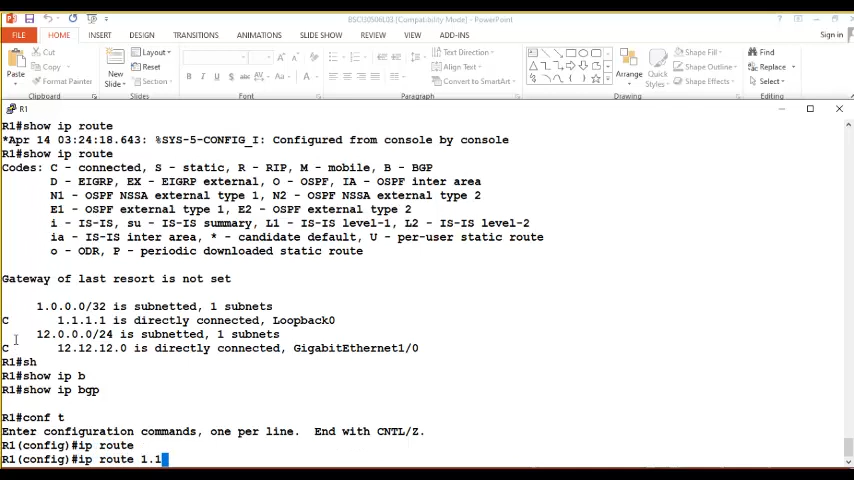 BSCI30506L03 [Compatibility Mode] - PowerPoint
FILE HOME INSERT DESIGN TRANSITIONS ANIMATIONS SLIDE SHOW REVIEW VIEW ADD-INS Sign in
Cut
Copy
Format Painter
Paste
Clipboard
New
Slide
Layout
Reset
Section
Slides
Font
Text Direction
Align Text
Convert to SmartArt
Paragraph
Arrange
Quick
Styles
Shape Fill
Shape Outline
Shape Effects
Drawing
Find
Replace
Select
Editing
R1
R1#show ip route
*Apr 14 03:24:18.643: %SYS-5-CONFIG_I: Configured from console by console
R1#show ip route
Codes: C - connected, S - static, R - RIP, M - mobile, B - BGP
D - EIGRP, EX - EIGRP external, O - OSPF, IA - OSPF inter area
N1 - OSPF NSSA external type 1, N2 - OSPF NSSA external type 2
E1 - OSPF external type 1, E2 - OSPF external type 2
i - IS-IS, su - IS-IS summary, L1 - IS-IS level-1, L2 - IS-IS level-2
ia - IS-IS inter area, * - candidate default, U - per-user static route
o - ODR, P - periodic downloaded static route
Gateway of last resort is not set
1.0.0.0/32 is subnetted, 1 subnets
C 1.1.1.1 is directly connected, Loopback0
12.0.0.0/24 is subnetted, 1 subnets
C 12.12.12.0 is directly connected, GigabitEthernet1/0
R1#sh
R1#show ip b
R1#show ip bgp
R1#conf t
Enter configuration commands, one per line. End with CNTL/Z.
R1(config)#ip route
R1(config)#ip route 1.1